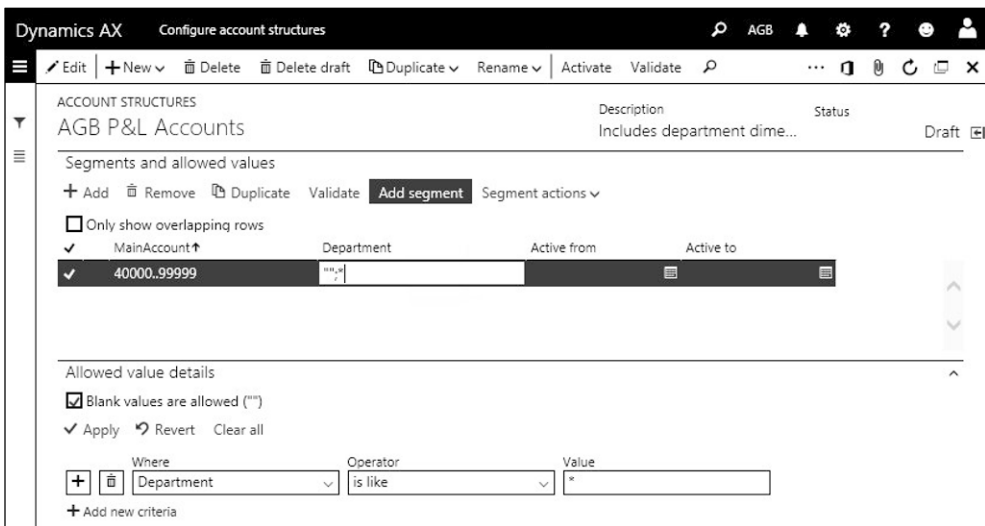 Dynamics AX Configure account structures AGB ?
Edit + New Delete Delete draft Duplicate Rename Activate Validate ...
ACCOUNT STRUCTURES Description Status
AGB P&L Accounts Includes department dime... Draft
Segments and allowed values
+ Add Remove Duplicate Validate Add segment Segment actions
Only show overlapping rows
MainAccount↑ Department Active from Active to
40000..99999 "";*
Allowed value details
Blank values are allowed ("")
Apply Revert Clear all
Where Operator Value
+ Department is like *
+ Add new criteria